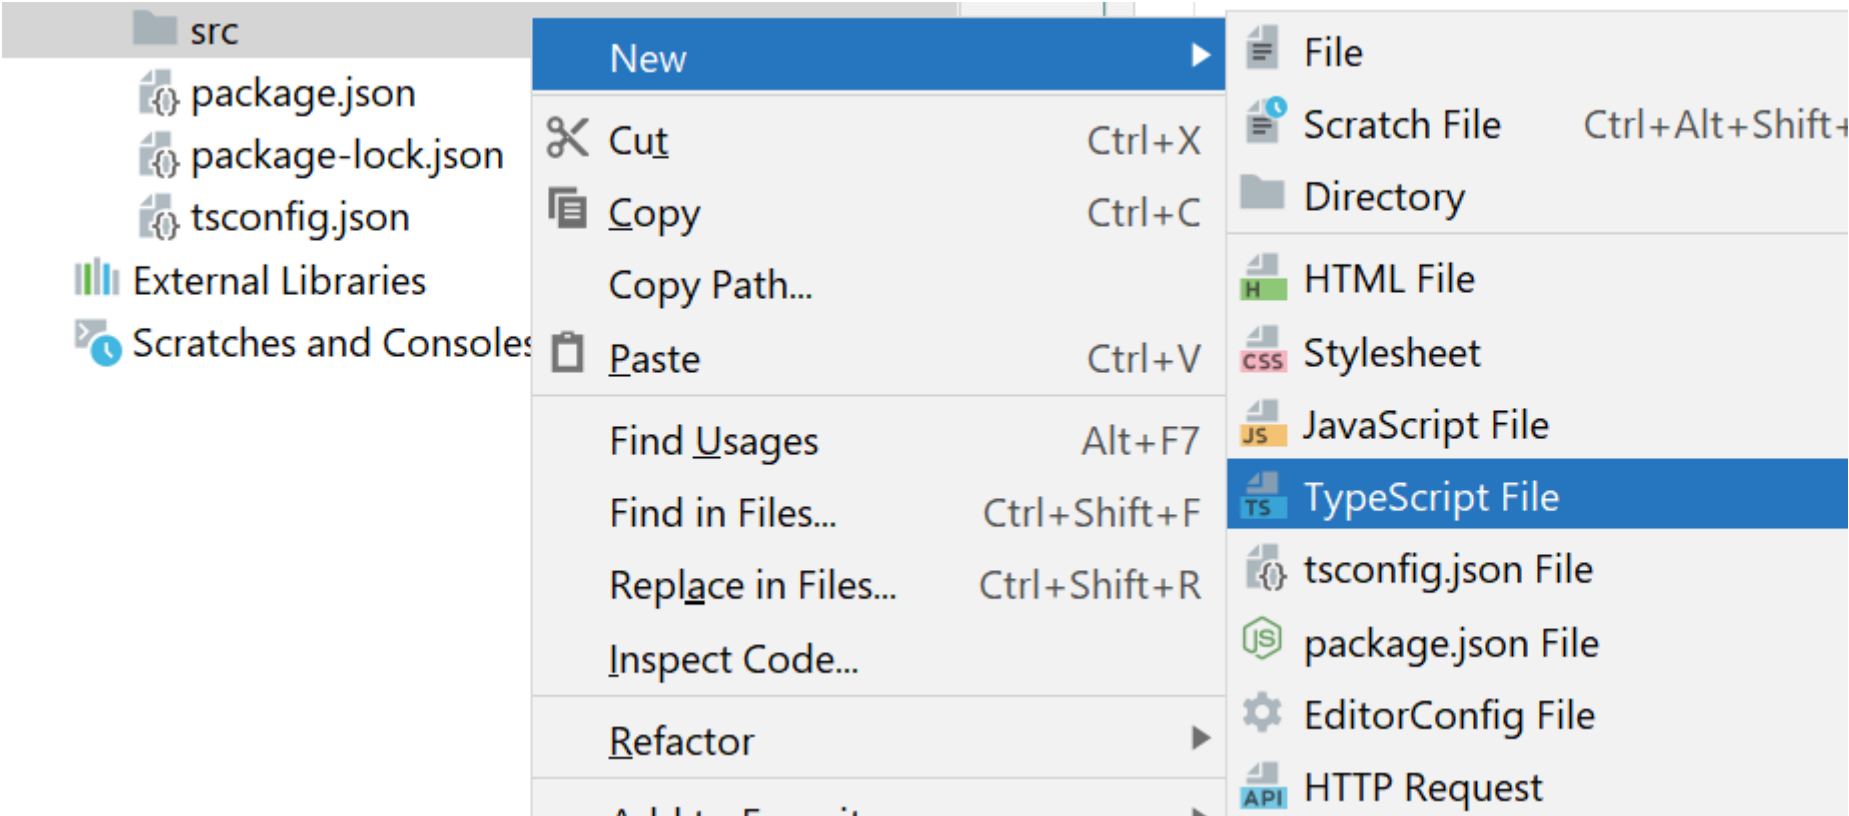 src
package.json
package-lock.json
tsconfig.json
External Libraries
Scratches and Consoles
New
Cut Ctrl+X
Copy Ctrl+C
Copy Path...
Paste Ctrl+V
Find Usages Alt+F7
Find in Files... Ctrl+Shift+F
Replace in Files... Ctrl+Shift+R
Inspect Code...
Refactor
File
Scratch File Ctrl+Alt+Shift+
Directory
H HTML File
CSS Stylesheet
JS JavaScript File
TS TypeScript File
{} tsconfig.json File
JS package.json File
EditorConfig File
API HTTP Request